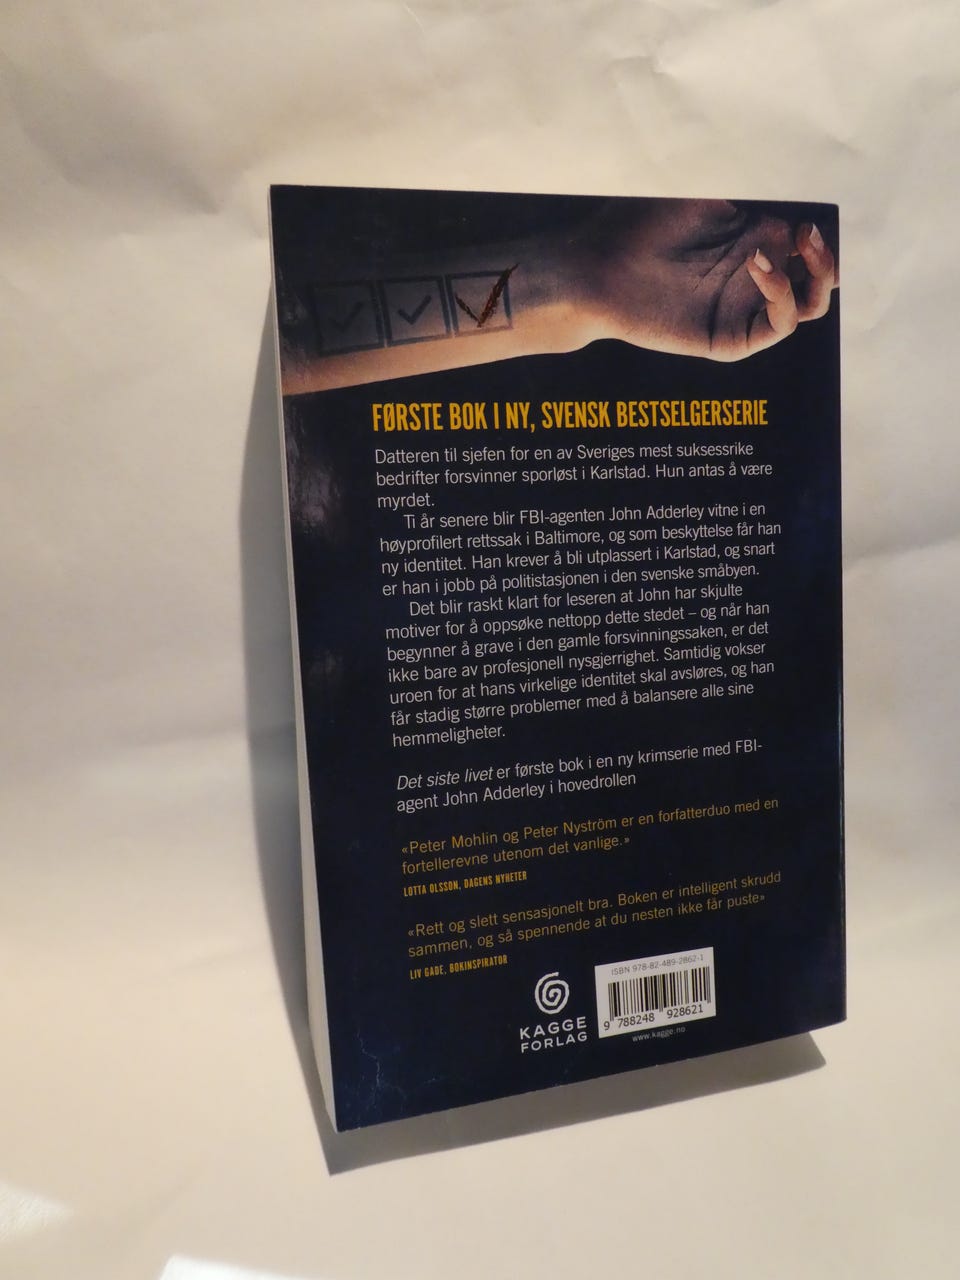 FØRSTE BOK I NY, SVENSK BESTSELGERSERIE
Datteren til sjefen for en av Sveriges mest suksessrike
bedrifter forsvinner sporløst i Karlstad. Hun antas å være
myrdet.
Ti år senere blir FBI-agenten John Adderley vitne i en
høyprofilert rettssak i Baltimore, og som beskyttelse får han
ny identitet. Han krever å bli utplassert i Karlstad, og snart
er han i jobb på politistasjonen i den svenske småbyen.
Det blir raskt klart for leseren at John har skjulte
motiver for å oppsøke nettopp dette stedet – og når han
begynner å grave i den gamle forsvinningssaken, er det
ikke bare av profesjonell nysgjerrighet. Samtidig vokser
uroen for at hans virkelige identitet skal avsløres, og han
får stadig større problemer med å balansere alle sine
hemmeligheter.
Det siste livet er første bok i en ny krimserie med FBI-
agent John Adderley i hovedrollen
«Peter Mohlin og Peter Nyström er en forfatterduo med en
fortellerevne utenom det vanlige.»
LOTTA OLSSON, DAGENS NYHETER
«Rett og slett sensasjonelt bra. Boken er intelligent skrudd
sammen, og så spennende at du nesten ikke får puste»
LIV GADE, BOKINSPIRATOR
KAGGE
FORLAG
ISBN 978-82-489-2862-1
9 788248 928621
www.kagge.no